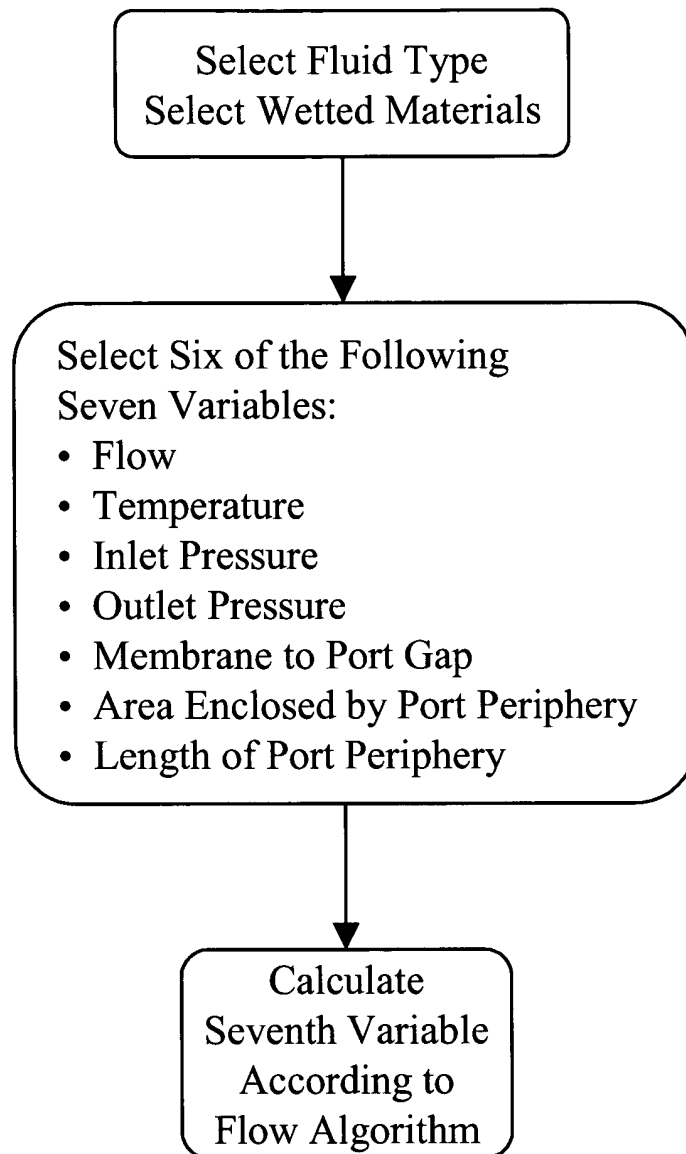 Select Fluid Type
Select Wetted Materials
Select Six of the Following
Seven Variables:
• Flow
• Temperature
• Inlet Pressure
• Outlet Pressure
• Membrane to Port Gap
• Area Enclosed by Port Periphery
• Length of Port Periphery
Calculate
Seventh Variable
According to
Flow Algorithm